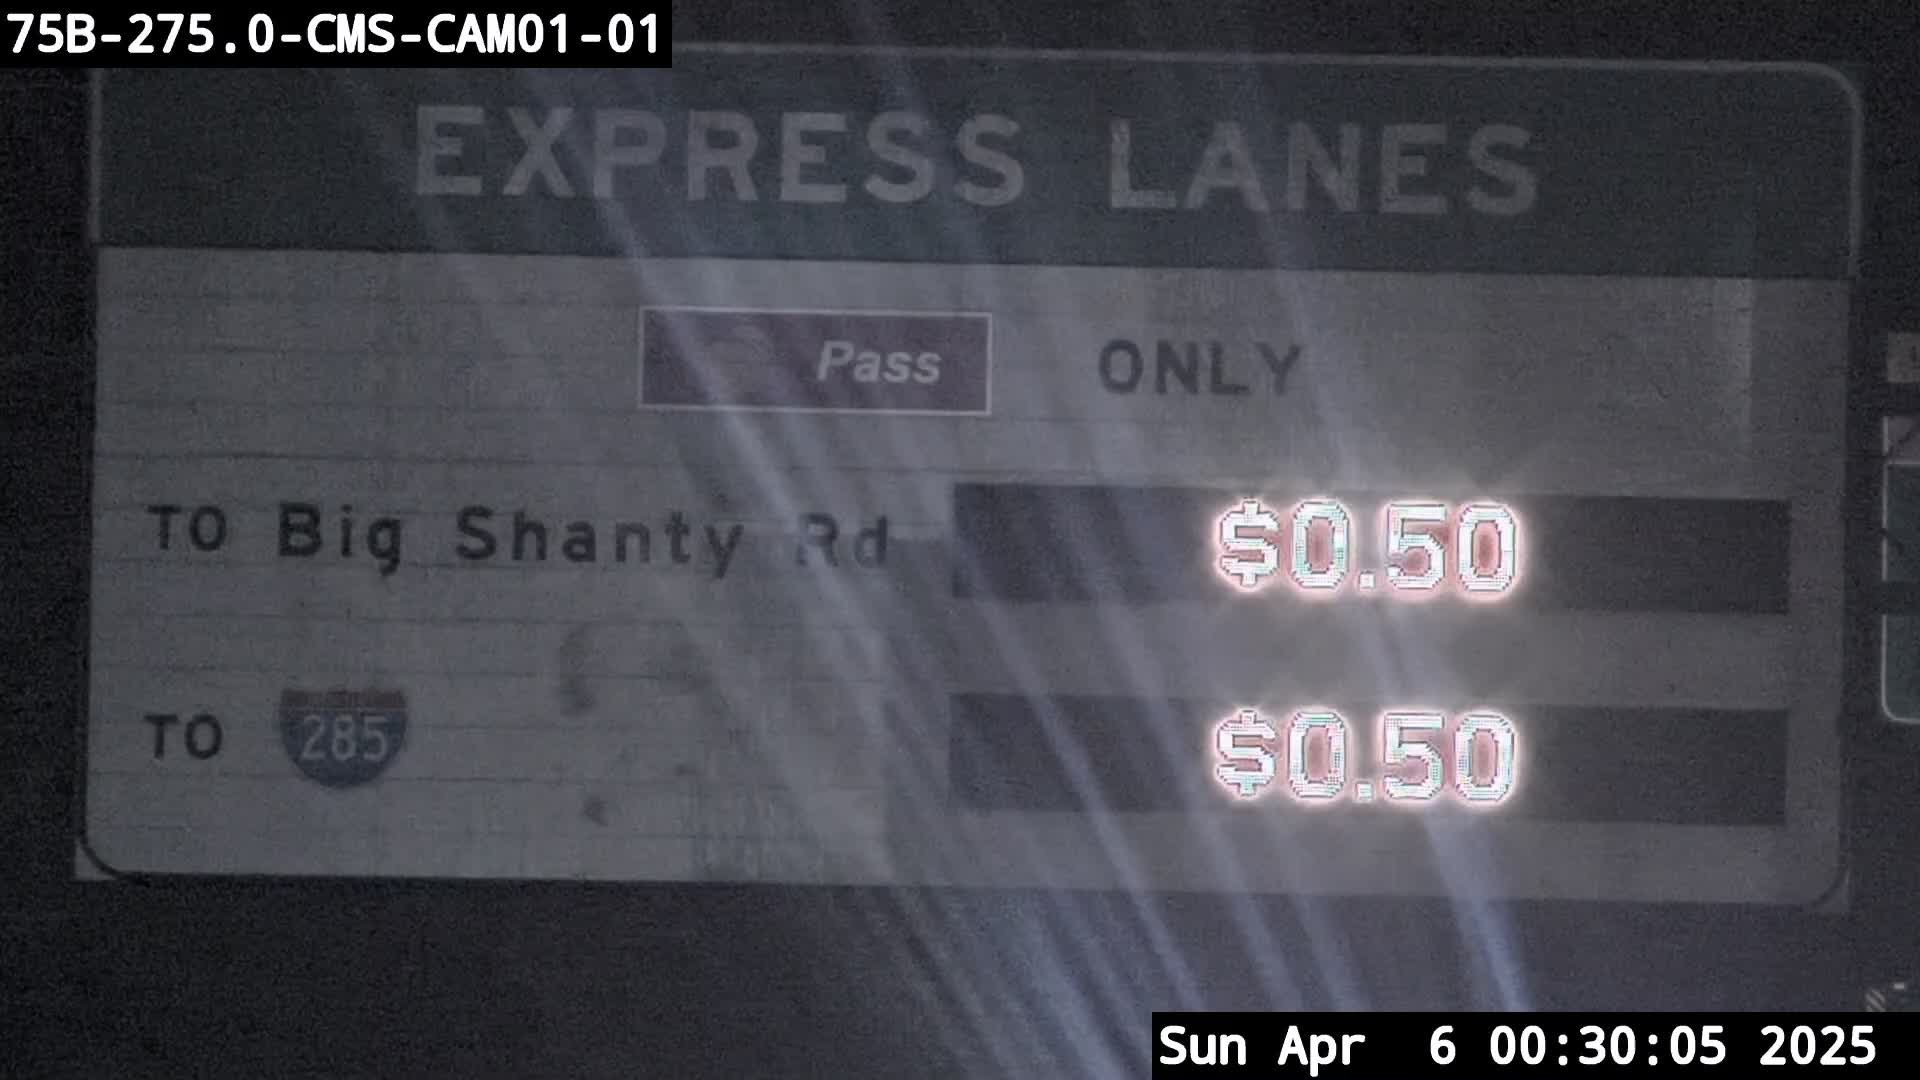 75B-275.0-CMS-CAM01-01
EXPRESS LANES
Pass ONLY
TO Big Shanty Rd $0.50
TO 285 $0.50
Sun Apr 6 00:30:05 2025